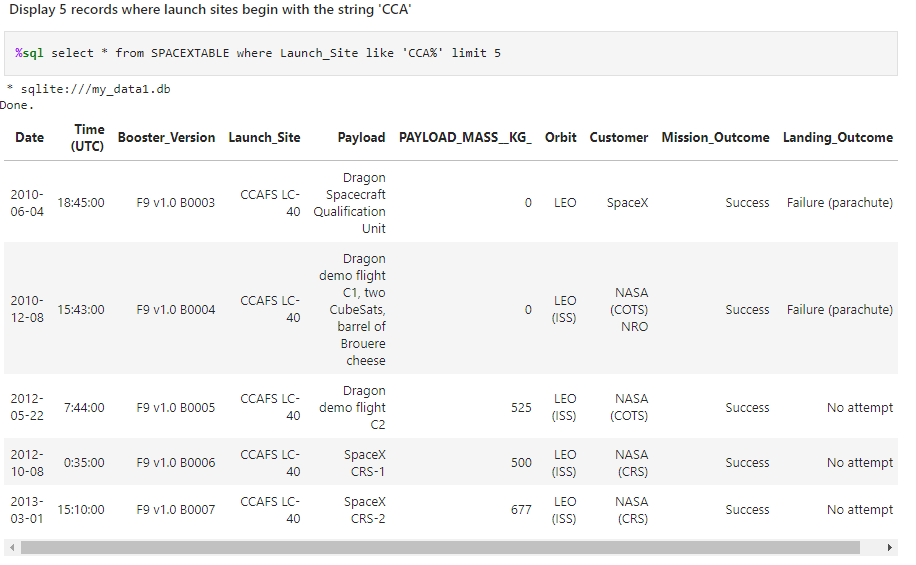 Display 5 records where launch sites begin with the string 'CCA'
%sql select * from SPACEXTABLE where Launch_Site like 'CCA%' limit 5
* sqlite:///my_data1.db
Done.
Date Time (UTC) Booster_Version Launch_Site Payload PAYLOAD_MASS__KG_ Orbit Customer Mission_Outcome Landing_Outcome
2010-06-04 18:45:00 F9 v1.0 B0003 CCAFS LC-40 Dragon Spacecraft Qualification Unit 0 LEO SpaceX Success Failure (parachute)
2010-12-08 15:43:00 F9 v1.0 B0004 CCAFS LC-40 Dragon demo flight C1, two CubeSats, barrel of Brouere cheese 0 LEO (ISS) NASA (COTS) NRO Success Failure (parachute)
2012-05-22 7:44:00 F9 v1.0 B0005 CCAFS LC-40 Dragon demo flight C2 525 LEO (ISS) NASA (COTS) Success No attempt
2012-10-08 0:35:00 F9 v1.0 B0006 CCAFS LC-40 SpaceX CRS-1 500 LEO (ISS) NASA (CRS) Success No attempt
2013-03-01 15:10:00 F9 v1.0 B0007 CCAFS LC-40 SpaceX CRS-2 677 LEO (ISS) NASA (CRS) Success No attempt